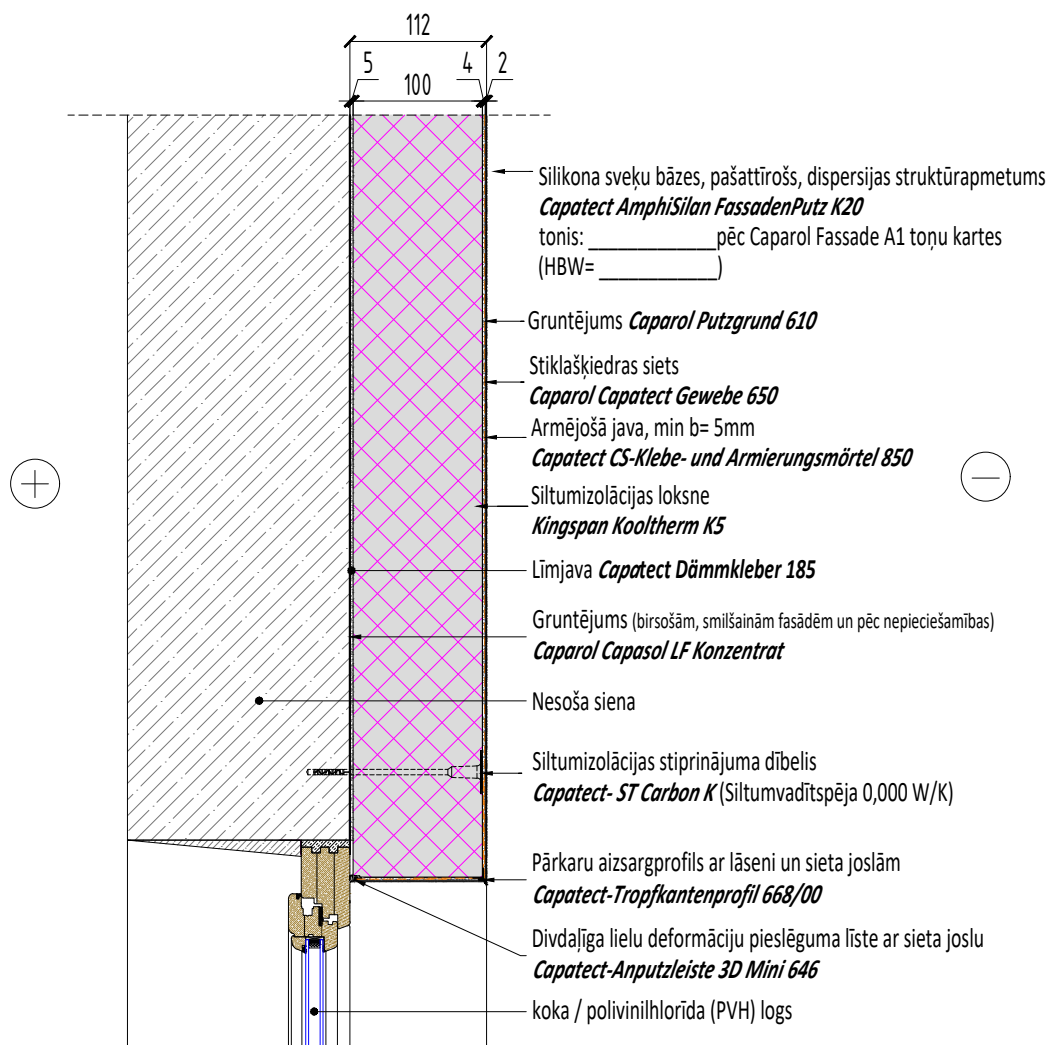 112
5
4
2
100
Silikona sveķu bāzes, pašattīrošs, dispersijas struktūrapmetums
Capatect AmphiSilan FassadenPutz K20
tonis: _____________pēc Caparol Fassade A1 toņu kartes
(HBW= ____________)
Gruntējums Caparol Putzgrund 610
Stiklašķiedras siets
Caparol Capatect Gewebe 650
Armējošā java, min b= 5mm
Capatect CS-Klebe- und Armierungsmörtel 850
Siltumizolācijas loksne
Kingspan Kooltherm K5
Līmjava Capatect Dämmkleber 185
Gruntējums (birsošām, smilšainām fasādēm un pēc nepieciešamības)
Caparol Capasol LF Konzentrat
Nesoša siena
Siltumizolācijas stiprinājuma dībelis
Capatect- ST Carbon K (Siltumvadītspēja 0,000 W/K)
Pārkaru aizsargprofils ar lāseni un sieta joslām
Capatect-Tropfkantenprofil 668/00
Divdaļīga lielu deformāciju pieslēguma līste ar sieta joslu
Capatect-Anputzleiste 3D Mini 646
koka / polivinilhlorīda (PVH) logs